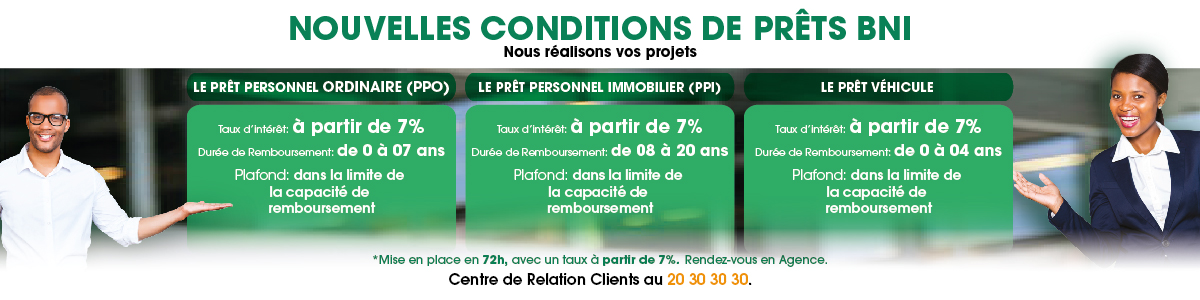 NOUVELLES CONDITIONS DE PRÊTS BNI
Nous réalisons vos projets
LE PRÊT PERSONNEL ORDINAIRE (PPO)
Taux d'intérêt: à partir de 7%
Durée de Remboursement: de 0 à 07 ans
Plafond: dans la limite de
la capacité de
remboursement
LE PRÊT PERSONNEL IMMOBILIER (PPI)
Taux d'intérêt: à partir de 7%
Durée de Remboursement: de 08 à 20 ans
Plafond: dans la limite de
la capacité de
remboursement
LE PRÊT VÉHICULE
Taux d'intérêt: à partir de 7%
Durée de Remboursement: de 0 à 04 ans
Plafond: dans la limite de
la capacité de
remboursement
*Mise en place en 72h, avec un taux à partir de 7%. Rendez-vous en Agence.
Centre de Relation Clients au 20 30 30 30.